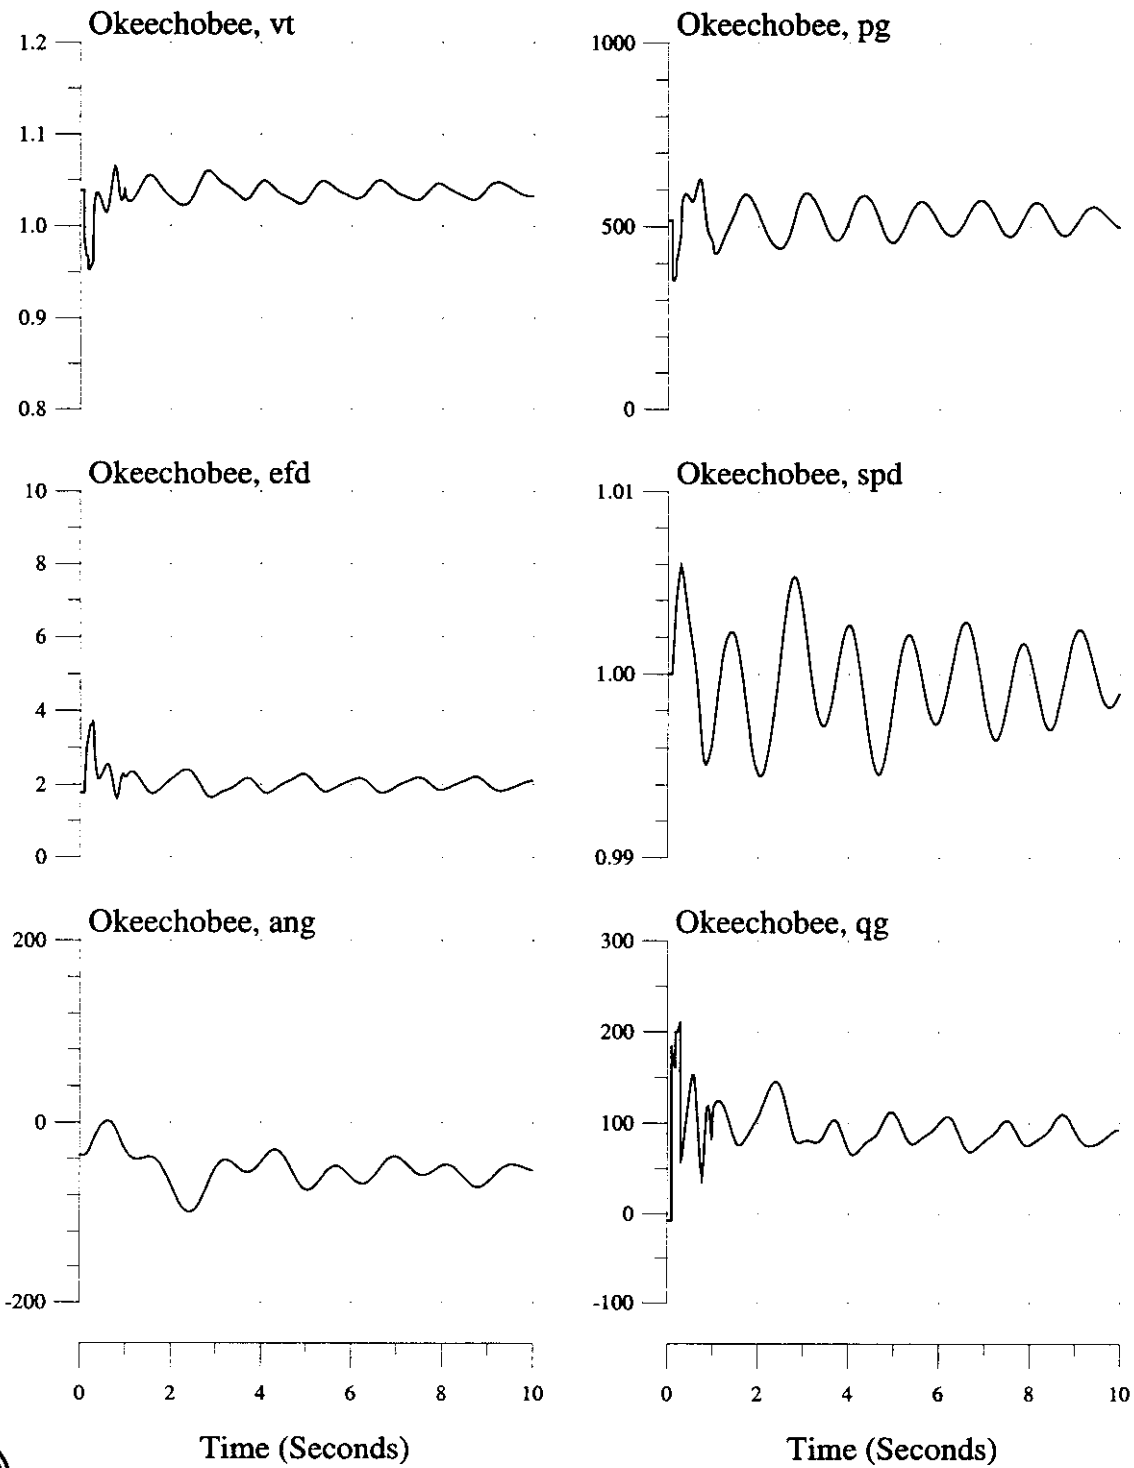 Okeechobee, vt
1.2
1.1
1.0
0.9
0.8
Okeechobee, pg
1000
500
0
Okeechobee, efd
10
8
6
4
2
0
Okeechobee, spd
1.01
1.00
0.99
Okeechobee, ang
200
0
-200
Okeechobee, qg
300
200
100
0
-100
0 2 4 6 8 10
Time (Seconds)
0 2 4 6 8 10
Time (Seconds)